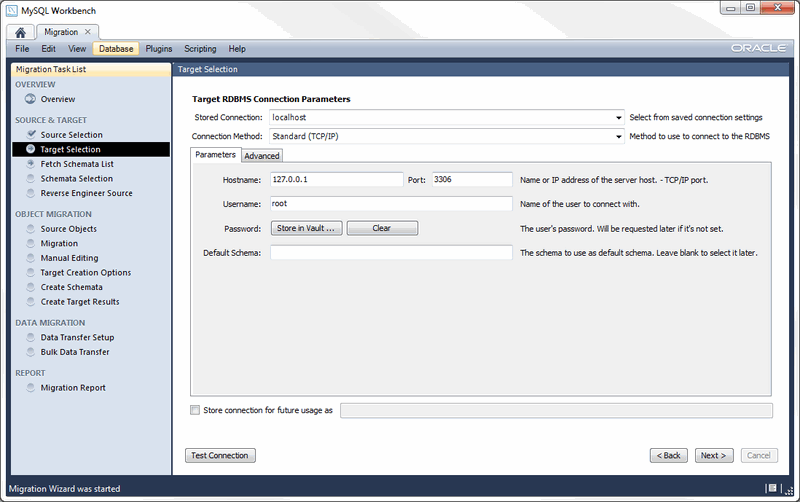 MySQL Workbench
Migration
File Edit View Database Plugins Scripting Help ORACLE
Migration Task List
OVERVIEW
Overview
SOURCE & TARGET
Source Selection
Target Selection
Fetch Schemata List
Schemata Selection
Reverse Engineer Source
OBJECT MIGRATION
Source Objects
Migration
Manual Editing
Target Creation Options
Create Schemata
Create Target Results
DATA MIGRATION
Data Transfer Setup
Bulk Data Transfer
REPORT
Migration Report
Target Selection
Target RDBMS Connection Parameters
Stored Connection: localhost Select from saved connection settings
Connection Method: Standard (TCP/IP) Method to use to connect to the RDBMS
Parameters Advanced
Hostname: 127.0.0.1 Port: 3306 Name or IP address of the server host. - TCP/IP port.
Username: root Name of the user to connect with.
Password: Store in Vault ... Clear The user's password. Will be requested later if it's not set.
Default Schema: The schema to use as default schema. Leave blank to select it later.
Store connection for future usage as
Test Connection < Back Next > Cancel
Migration Wizard was started